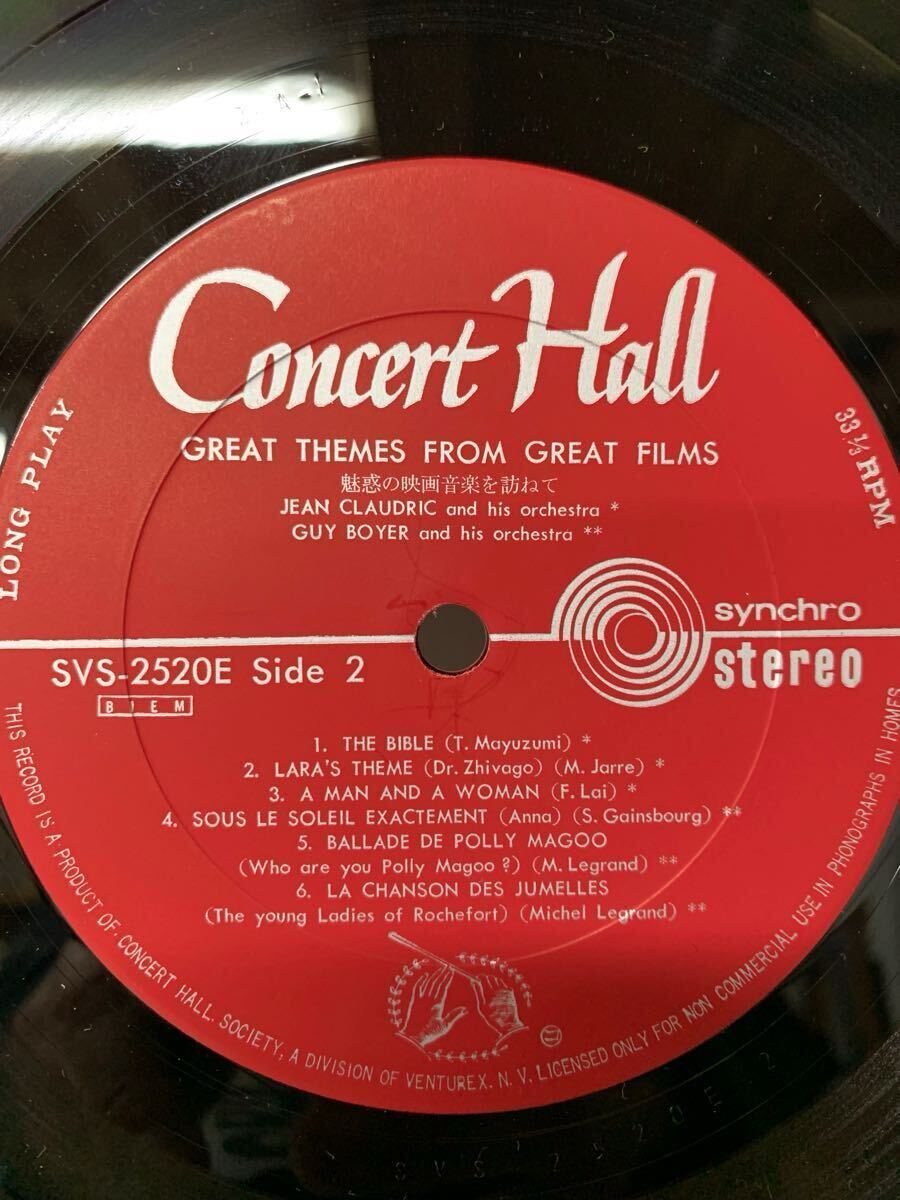 Concert Hall
GREAT THEMES FROM GREAT FILMS
魅惑の映画音楽を訪ねて
JEAN CLAUDRIC and his orchestra *
GUY BOYER and his orchestra **
LONG PLAY
33 1/3 RPM
synchro
stereo
SVS-2520E Side 2
BIEM
1. THE BIBLE (T. Mayuzumi) *
2. LARA'S THEME (Dr. Zhivago) (M. Jarre) *
3. A MAN AND A WOMAN (F. Lai) *
4. SOUS LE SOLEIL EXACTEMENT (Anna) (S. Gainsbourg) **
5. BALLADE DE POLLY MAGOO
(Who are you Polly Magoo?) (M. Legrand) **
6. LA CHANSON DES JUMELLES
(The young Ladies of Rochefort) (Michel Legrand) **
THIS RECORD IS A PRODUCT OF: CONCERT HALL, SOCIETY, A DIVISION OF VENTUREX, N. V. LICENSED ONLY FOR NON COMMERCIAL USE IN PHONOGRAPHS IN HOMES
SVS 2520E 2